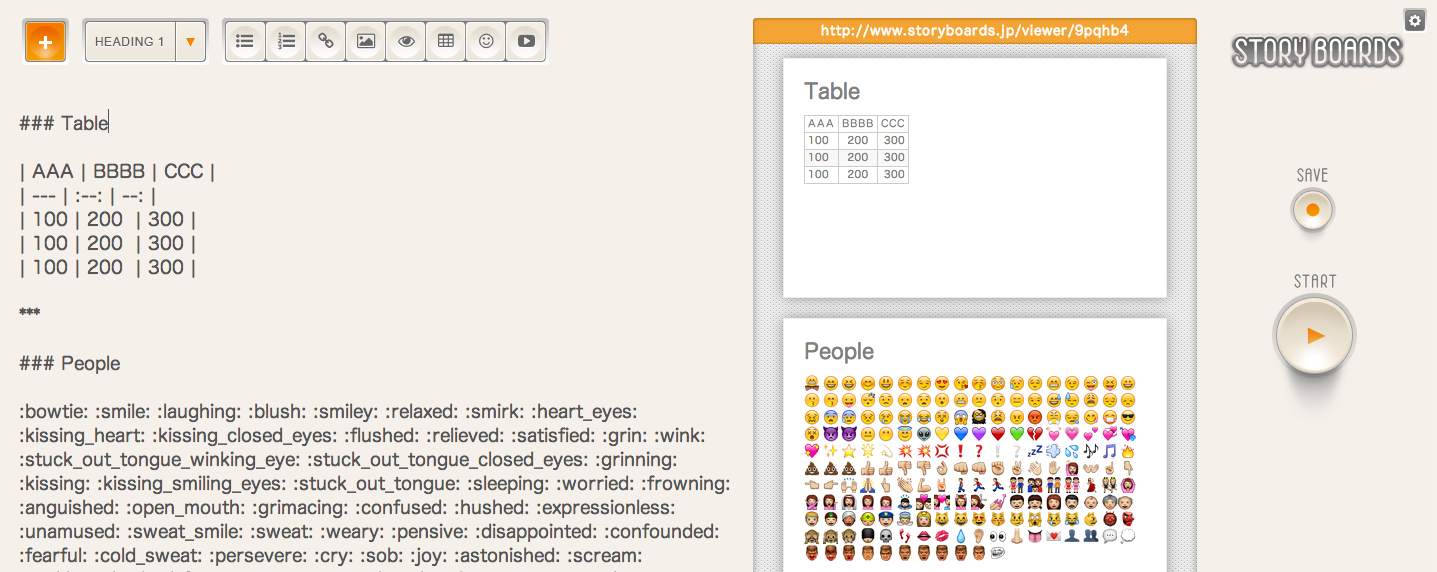 HEADING 1
### Table
| AAA | BBBB | CCC |
| --- | :--: | --: |
| 100 | 200 | 300 |
| 100 | 200 | 300 |
| 100 | 200 | 300 |
***
### People
:bowtie: :smile: :laughing: :blush: :smiley: :relaxed: :smirk: :heart_eyes:
:kissing_heart: :kissing_closed_eyes: :flushed: :relieved: :satisfied: :grin: :wink:
:stuck_out_tongue_winking_eye: :stuck_out_tongue_closed_eyes: :grinning:
:kissing: :kissing_smiling_eyes: :stuck_out_tongue: :sleeping: :worried: :frowning:
:anguished: :open_mouth: :grimacing: :confused: :hushed: :expressionless:
:unamused: :sweat_smile: :sweat: :weary: :pensive: :disappointed: :confounded:
:fearful: :cold_sweat: :persevere: :cry: :sob: :joy: :astonished: :scream:
http://www.storyboards.jp/viewer/9pqhb4
Table
AAA BBBB CCC
100 200 300
100 200 300
100 200 300
People
STORY BOARDS
SAVE
START